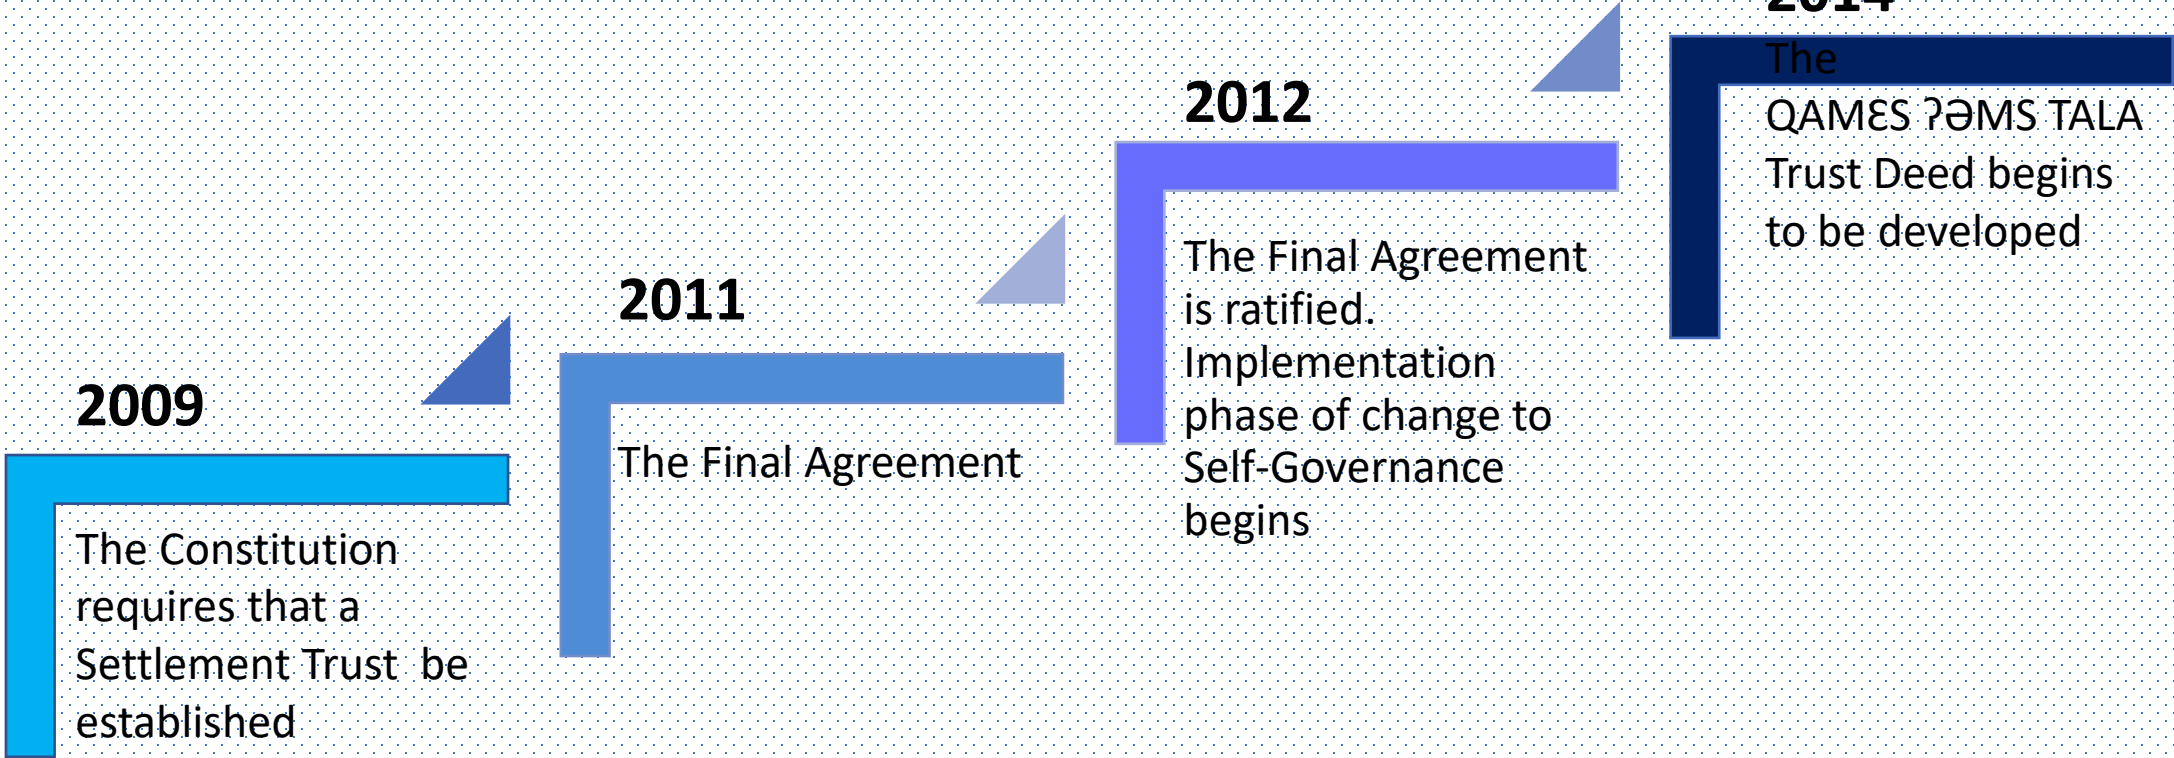 2009
The Constitution
requires that a
Settlement Trust be
established
2011
The Final Agreement
2012
The Final Agreement
is ratified.
Implementation
phase of change to
Self-Governance
begins
2014
The
QAMƐS ʔƏMS TALA
Trust Deed begins
to be developed